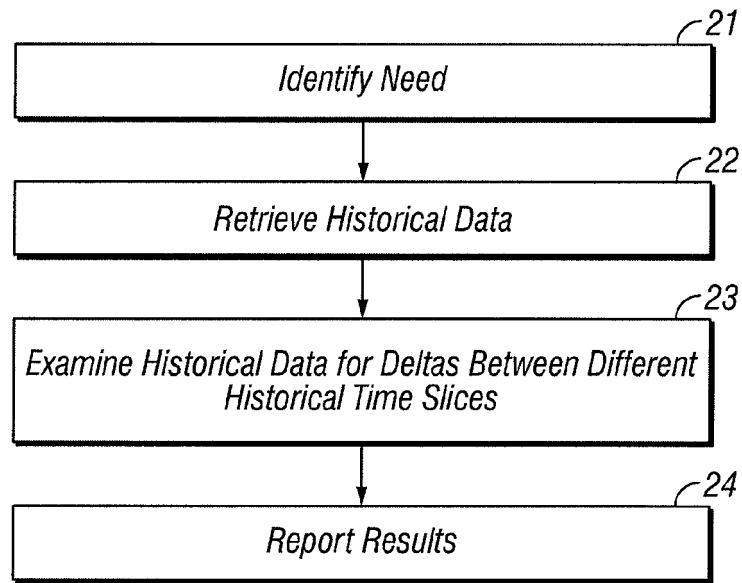 21
Identify Need
22
Retrieve Historical Data
23
Examine Historical Data for Deltas Between Different
Historical Time Slices
24
Report Results